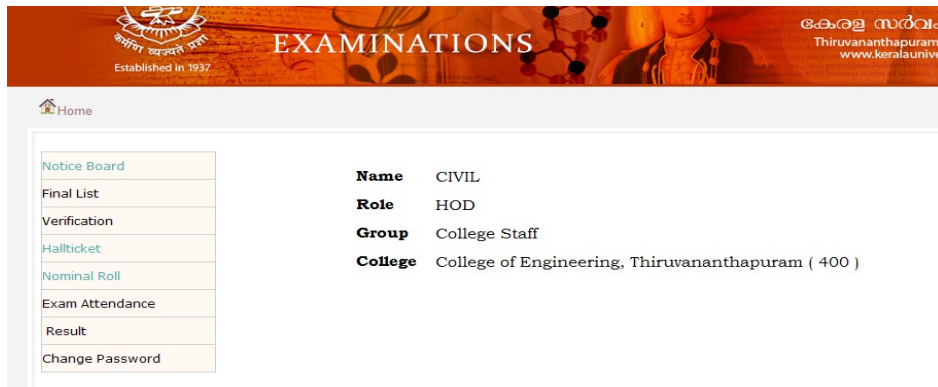 കേരള സർവ
कर्मणि व्यज्यते प्रज्ञा
EXAMINATIONS
Thiruvananthapuram
Established in 1937
www.keralaunive
Home
Notice Board
Final List
Verification
Hallticket
Nominal Roll
Exam Attendance
Result
Change Password
Name CIVIL
Role HOD
Group College Staff
College College of Engineering, Thiruvananthapuram ( 400 )